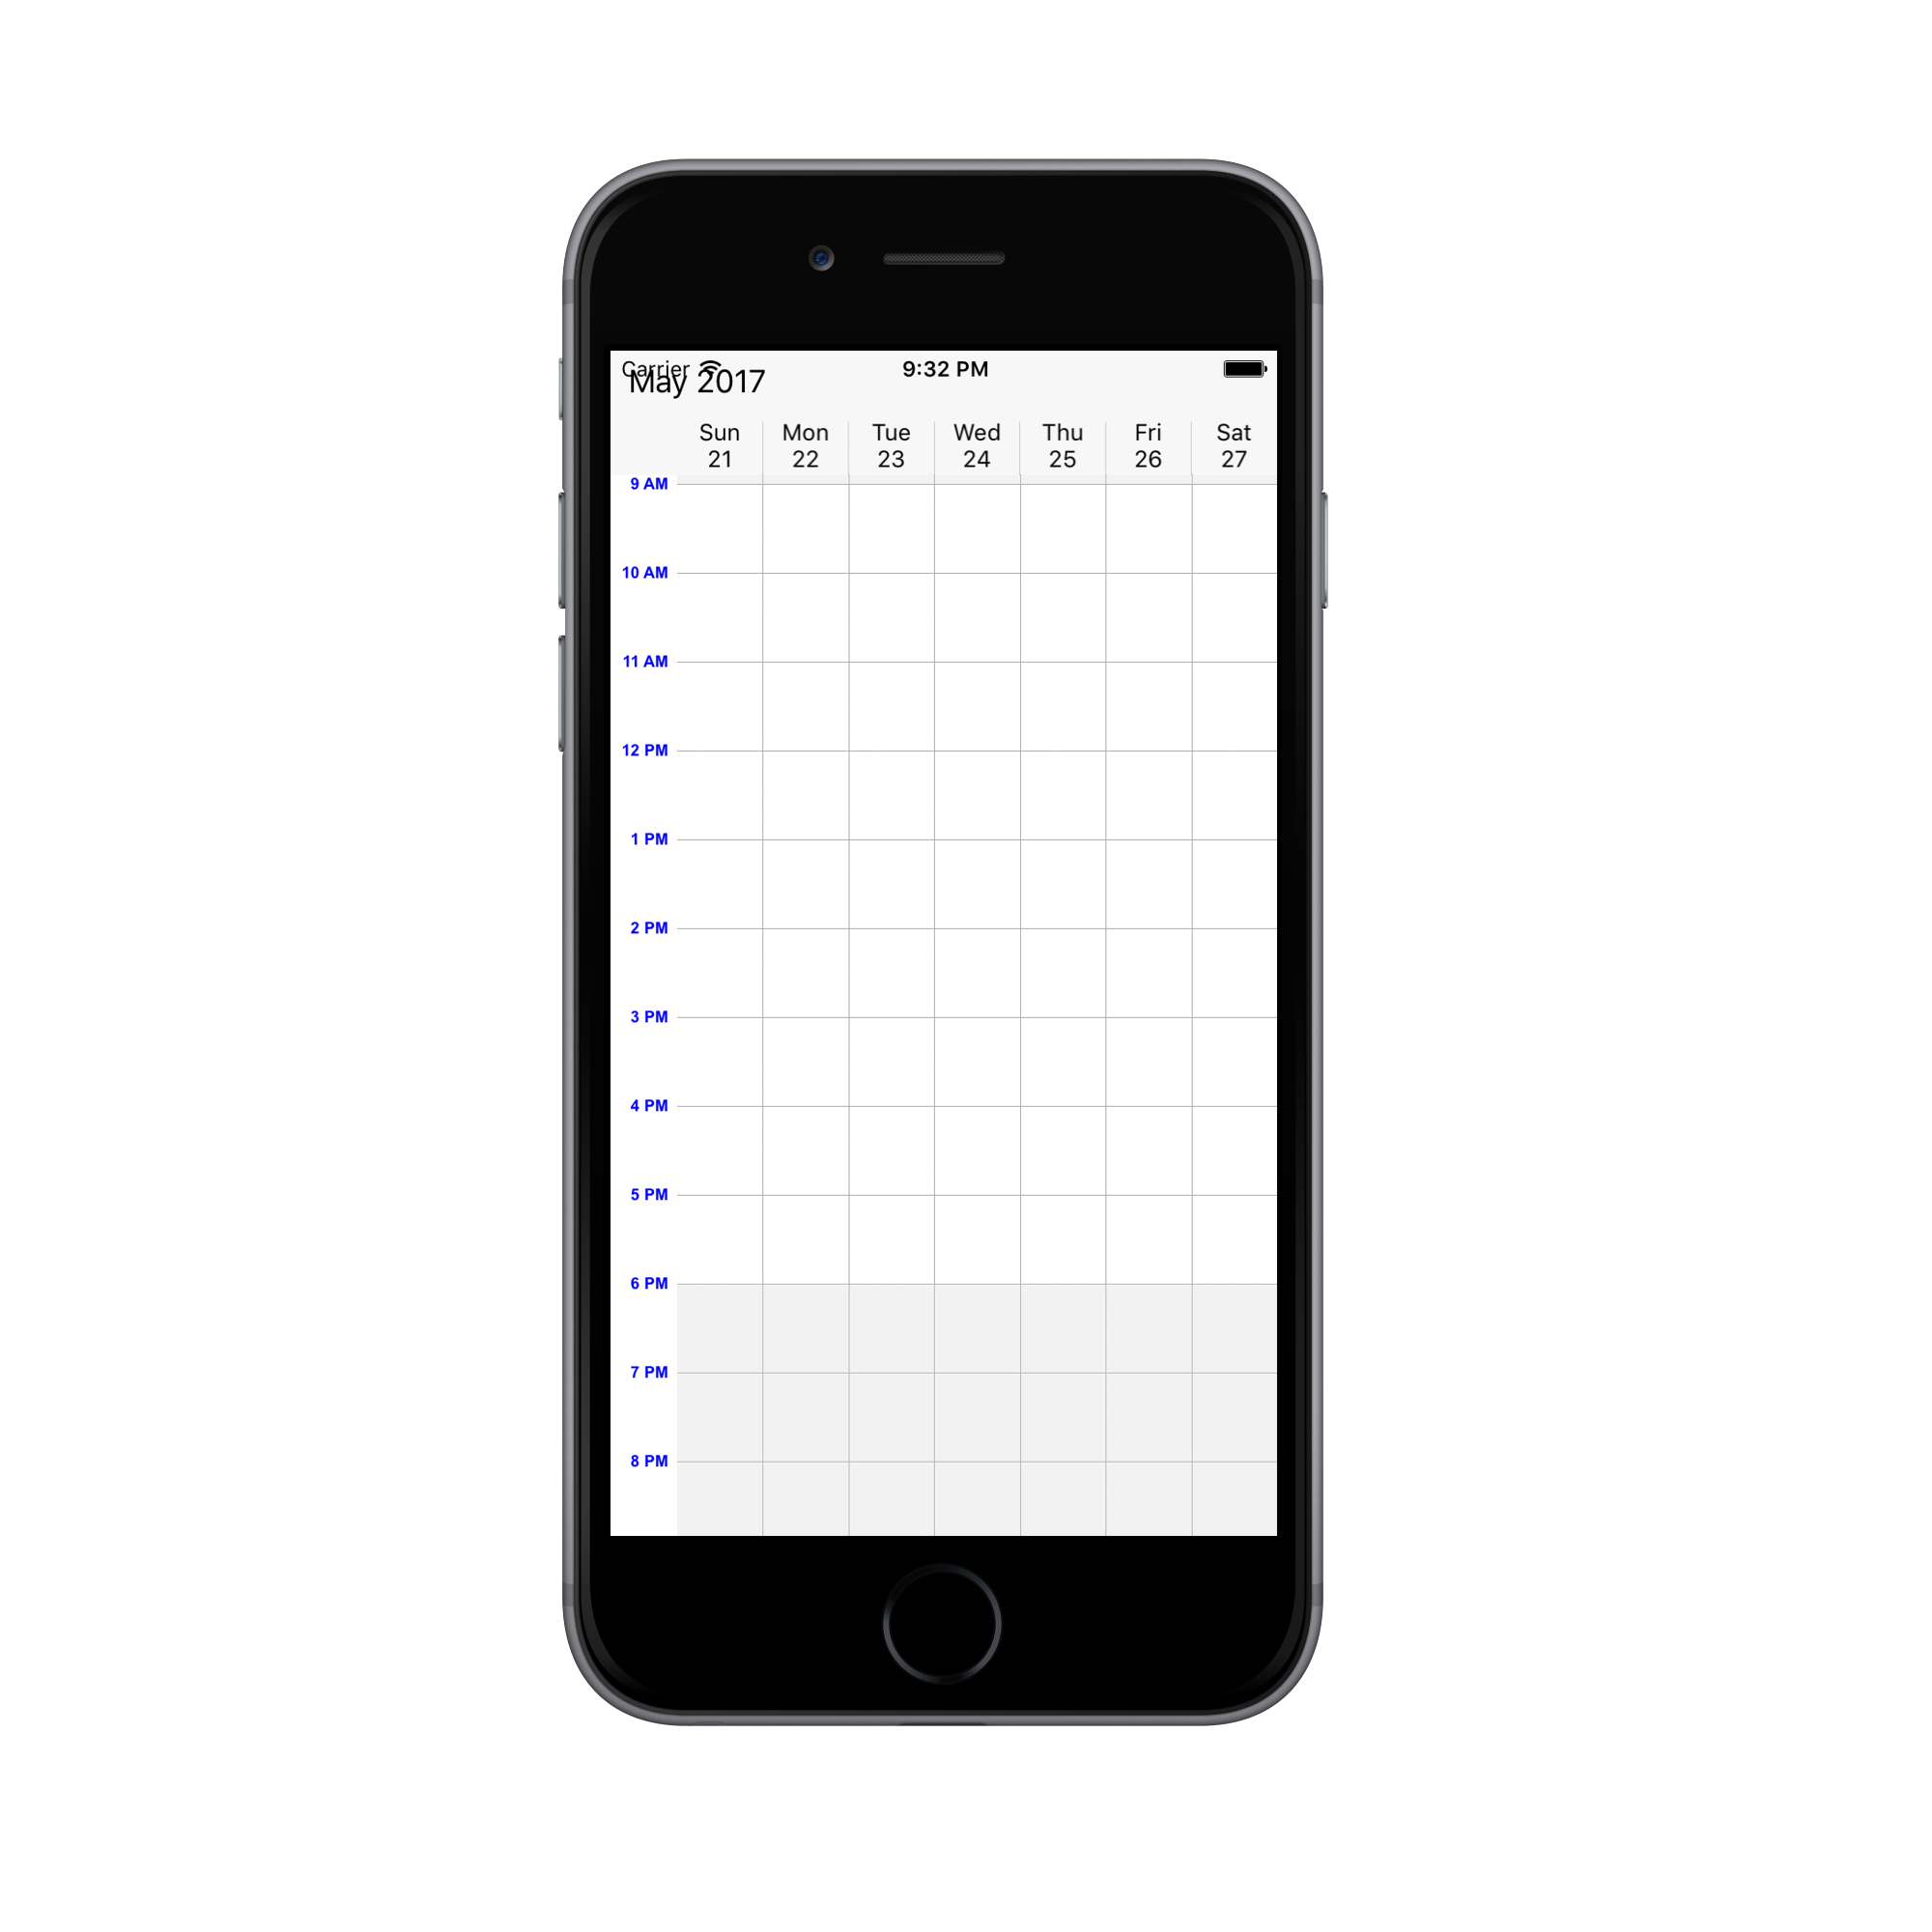 Carrier 9:32 PM
May 2017
Sun Mon Tue Wed Thu Fri Sat
21 22 23 24 25 26 27
9 AM
10 AM
11 AM
12 PM
1 PM
2 PM
3 PM
4 PM
5 PM
6 PM
7 PM
8 PM